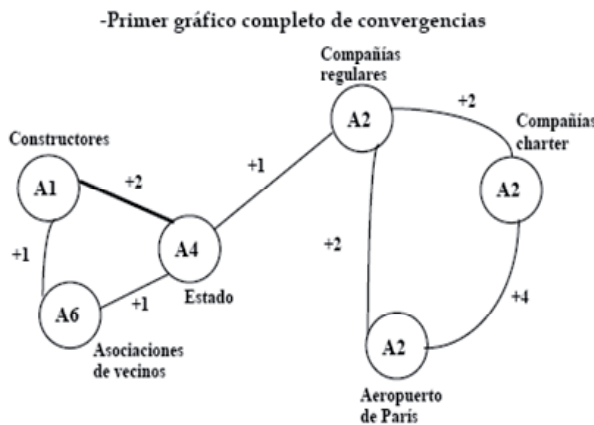 -Primer gráfico completo de convergencias
Compañías
regulares
A2
+2
Compañías
charter
A2
Constructores
A1
+2
+1
A4
Estado
+1
A6
+1
Asociaciones
de vecinos
+2
+4
A2
Aeropuerto
de París